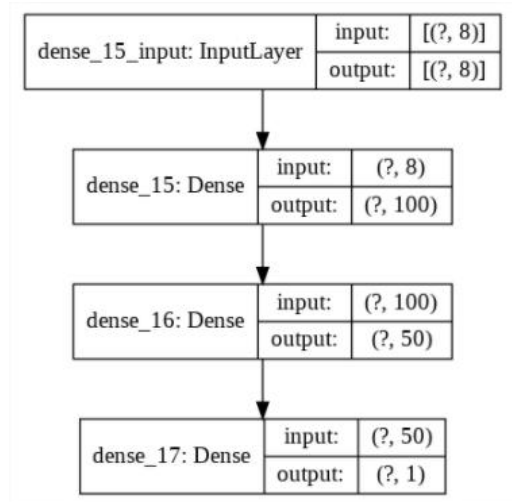 dense_15_input: InputLayer
input: [(?, 8)]
output: [(?, 8)]
dense_15: Dense
input: (?, 8)
output: (?, 100)
dense_16: Dense
input: (?, 100)
output: (?, 50)
dense_17: Dense
input: (?, 50)
output: (?, 1)